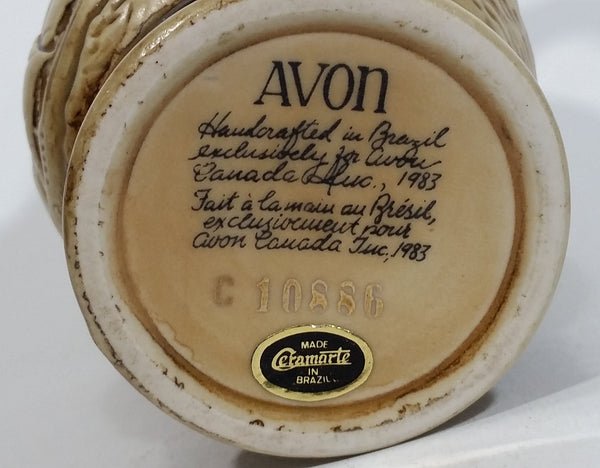 AVON
Handcrafted in Brazil
exclusively for avon
Canada Inc., 1983
Fait à la main au Brésil,
exclusivement pour
avon Canada Inc, 1983
C 10886
MADE
Ceramarte
IN
BRAZIL